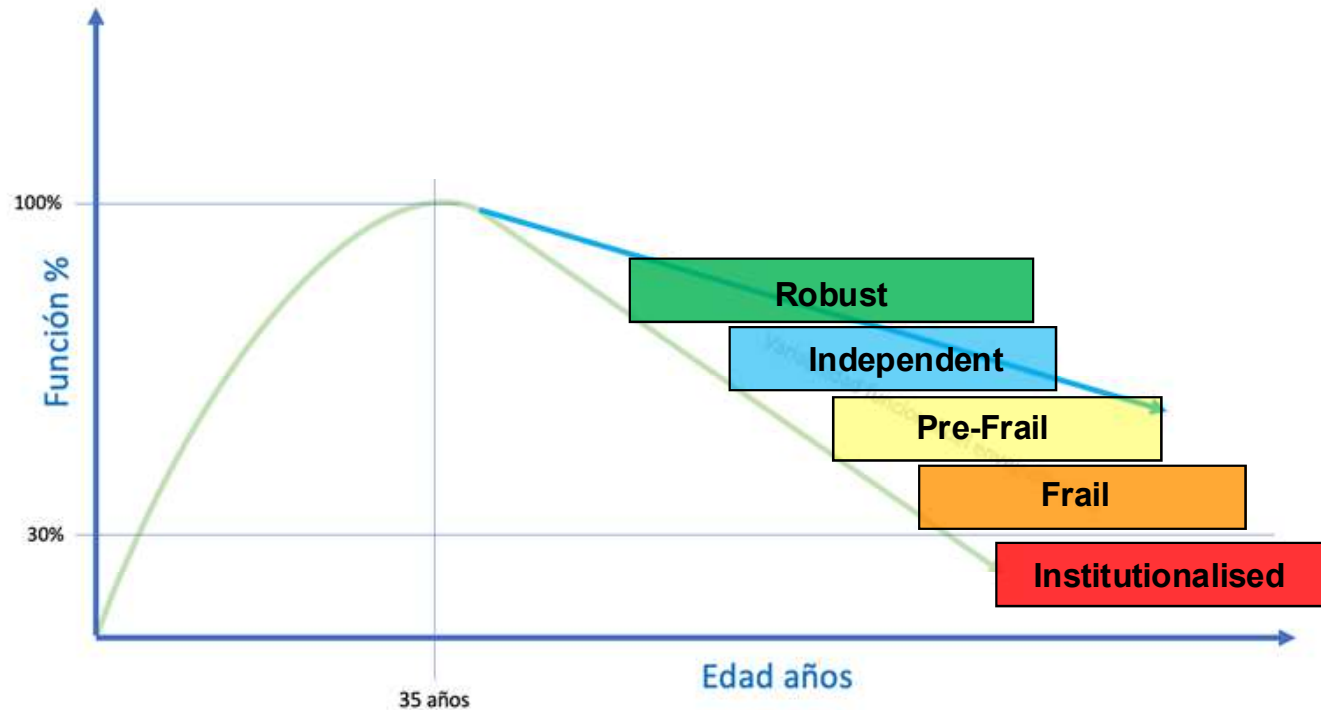 100%
Función %
30%
35 años
Edad años
Robust
Independent
Pre-Frail
Frail
Institutionalised